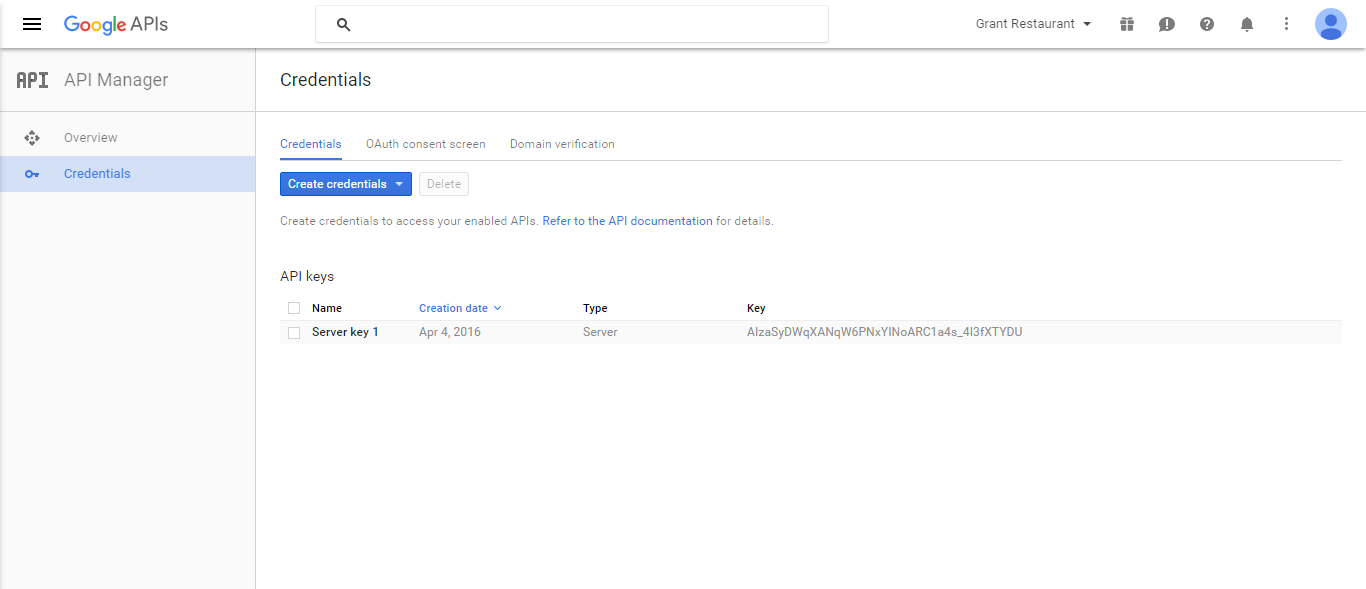 Google APIs
Grant Restaurant
API API Manager
Credentials
Overview
Credentials
Credentials OAuth consent screen Domain verification
Create credentials Delete
Create credentials to access your enabled APIs. Refer to the API documentation for details.
API keys
Name Creation date Type Key
Server key 1 Apr 4, 2016 Server AIzaSyDWqXANqW6PNxYINoARC1a4s_4I3fXTYDU